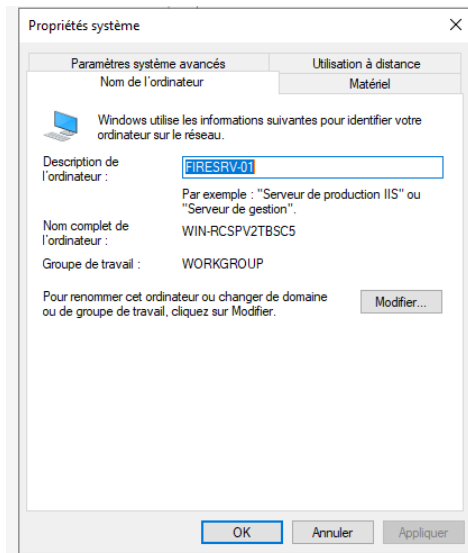 Propriétés système
Paramètres système avancés
Utilisation à distance
Nom de l'ordinateur
Matériel
Windows utilise les informations suivantes pour identifier votre
ordinateur sur le réseau.
Description de
l'ordinateur :
FIRESRV-01
Par exemple : "Serveur de production IIS" ou
"Serveur de gestion".
Nom complet de
l'ordinateur :
WIN-RCSPV2TBSC5
Groupe de travail :
WORKGROUP
Pour renommer cet ordinateur ou changer de domaine
ou de groupe de travail, cliquez sur Modifier.
Modifier...
OK
Annuler
Appliquer